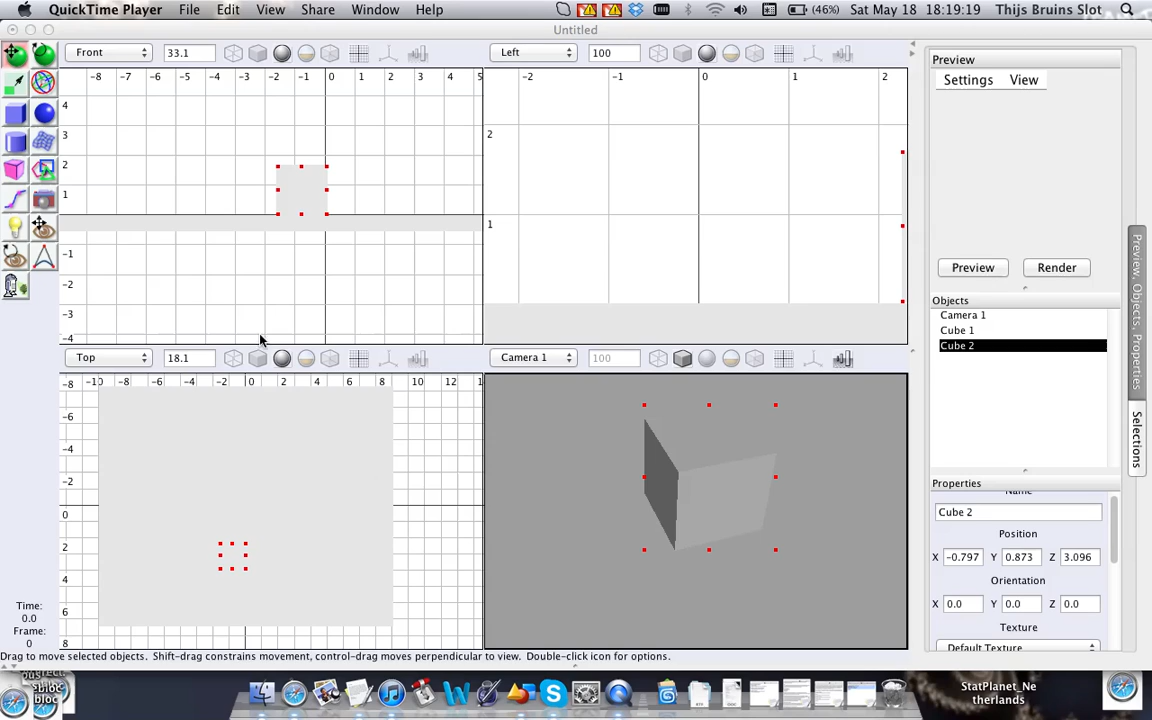 QuickTime Player File Edit View Share Window Help (46%) Sat May 18 18:19:19 Thijs Bruins Slot
Untitled
Front 33.1 Left 100
-8 -7 -6 -5 -4 -3 -2 -1 0 1 2 3 4 5
4
3
2
1
-1
-2
-3
-4
-2 -1 0 1 2
2
1
Top 18.1 Camera 1 100
-8 -10 -6 -4 -2 0 2 4 6 8 10 12
-6
-4
-2
0
2
4
6
8
Time:
0.0
Frame:
0
Preview
Settings View
Preview Render
Objects
Camera 1
Cube 1
Cube 2
Properties
Name
Cube 2
Position
X -0.797 Y 0.873 Z 3.096
Orientation
X 0.0 Y 0.0 Z 0.0
Texture
Default Texture
Preview, Objects, Properties
Selections
Drag to move selected objects. Shift-drag constrains movement, control-drag moves perpendicular to view. Double-click icon for options.
StatPlanet_Ne
therlands